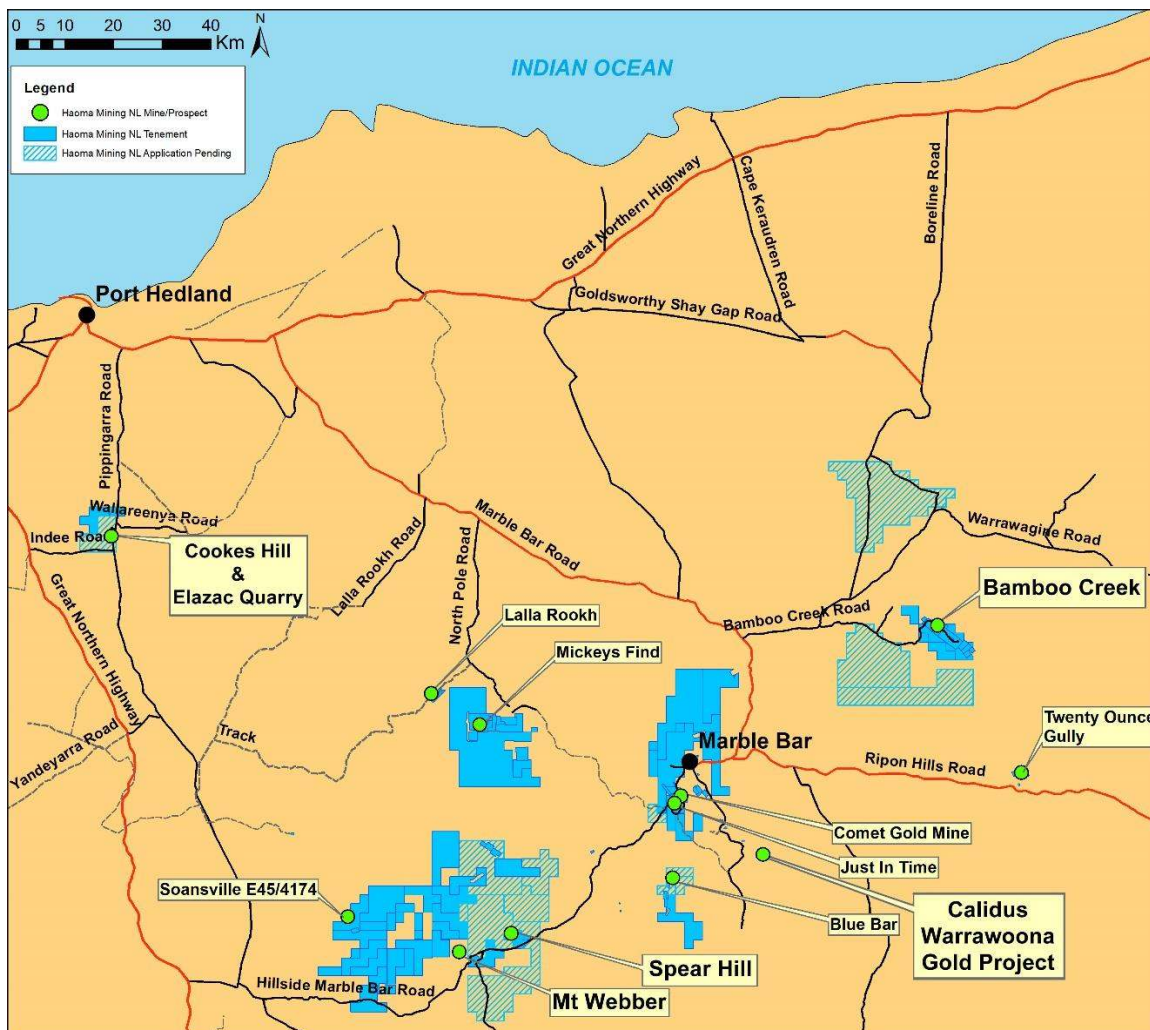 0 5 10 20 30 40
Km
N
INDIAN OCEAN
Legend
Haoma Mining NL Mine/Prospect
Haoma Mining NL Tenement
Haoma Mining NL Application Pending
Great Northern Highway
Cape Keraudren Road
Boreline Road
Port Hedland
Goldsworthy Shay Gap Road
Pippingarra Road
Wallareenya Road
Indee Road
Cookes Hill
&
Elazac Quarry
Great Northern Highway
Lalla Rookh Road
North Pole Road
Marble Bar Road
Warrawagine Road
Bamboo Creek
Bamboo Creek Road
Lalla Rookh
Mickeys Find
Yandeyarra Road
Track
Marble Bar
Twenty Ounce
Gully
Ripon Hills Road
Comet Gold Mine
Just In Time
Soansville E45/4174
Blue Bar
Calidus
Warrawoona
Gold Project
Spear Hill
Hillside Marble Bar Road
Mt Webber